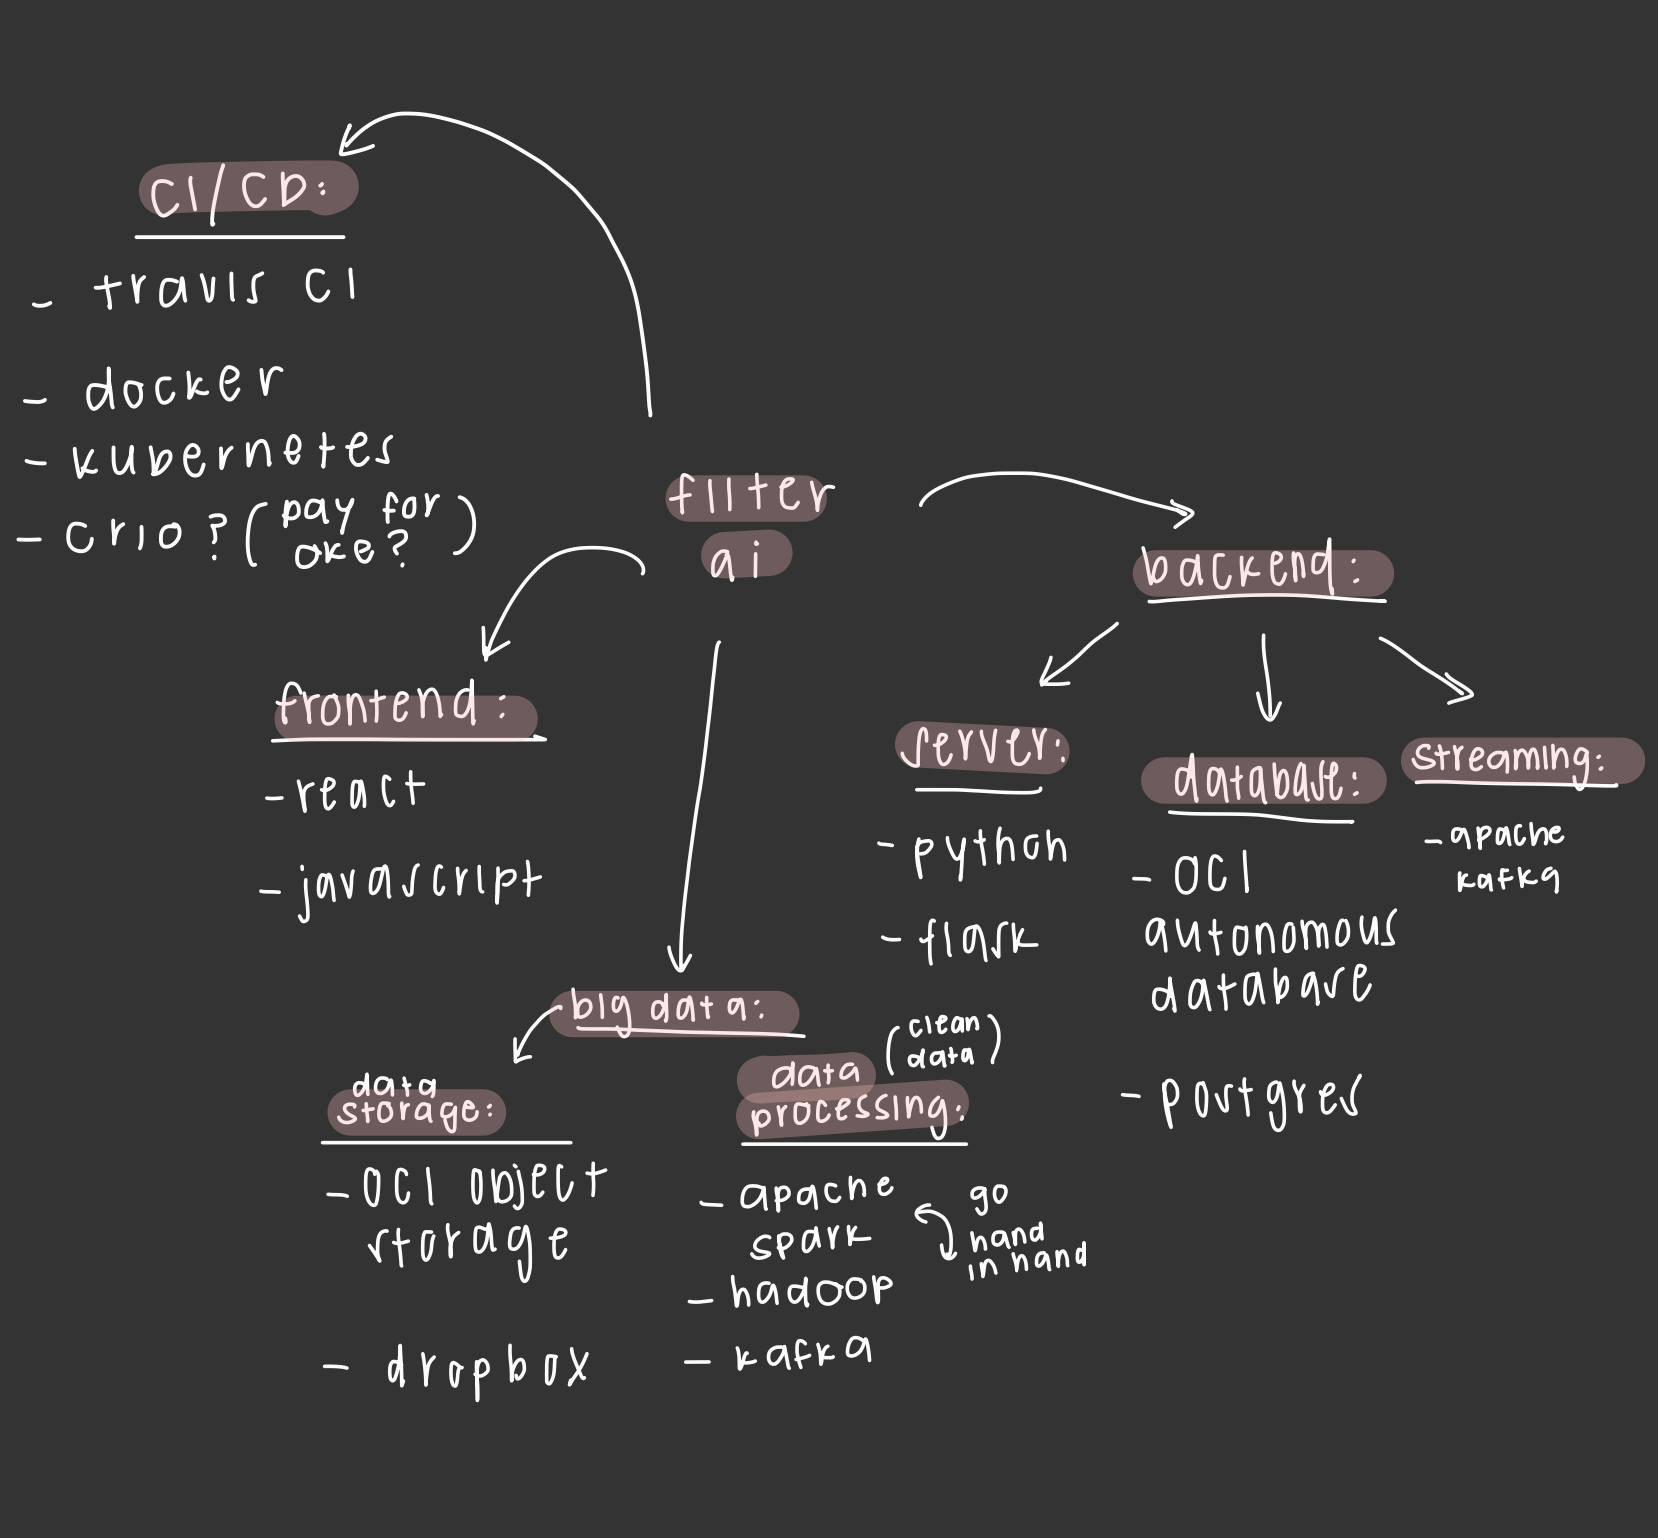 CI/CD:
- travis CI
- docker
- kubernetes
- crio? (pay for
oke?)
filter
ai
frontend:
- react
- javascript
backend:
server:
- python
- flask
database:
- OCI
autonomous
database
- postgres
streaming:
- apache
kafka
big data:
data
storage:
- OCI object
storage
- dropbox
data
processing:
(clean
data)
- apache
spark
- hadoop
- kafka
go
hand
in hand